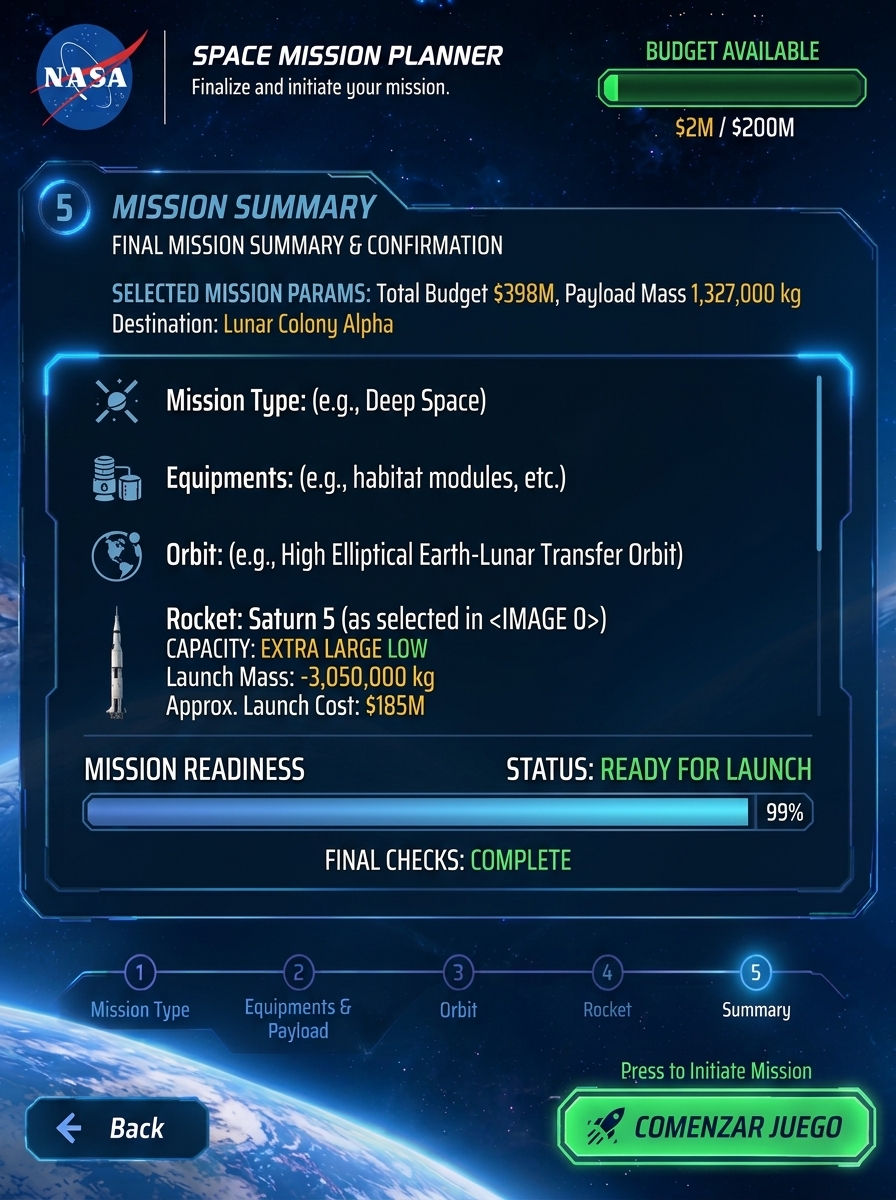 NASA
SPACE MISSION PLANNER
Finalize and initiate your mission.
BUDGET AVAILABLE
$2M / $200M
5
MISSION SUMMARY
FINAL MISSION SUMMARY & CONFIRMATION
SELECTED MISSION PARAMS: Total Budget $398M, Payload Mass 1,327,000 kg
Destination: Lunar Colony Alpha
Mission Type: (e.g., Deep Space)
Equipments: (e.g., habitat modules, etc.)
Orbit: (e.g., High Elliptical Earth-Lunar Transfer Orbit)
Rocket: Saturn 5 (as selected in <IMAGE 0>)
CAPACITY: EXTRA LARGE LOW
Launch Mass: -3,050,000 kg
Approx. Launch Cost: $185M
MISSION READINESS
STATUS: READY FOR LAUNCH
99%
FINAL CHECKS: COMPLETE
1
Mission Type
2
Equipments &
Payload
3
Orbit
4
Rocket
5
Summary
Press to Initiate Mission
Back
COMENZAR JUEGO